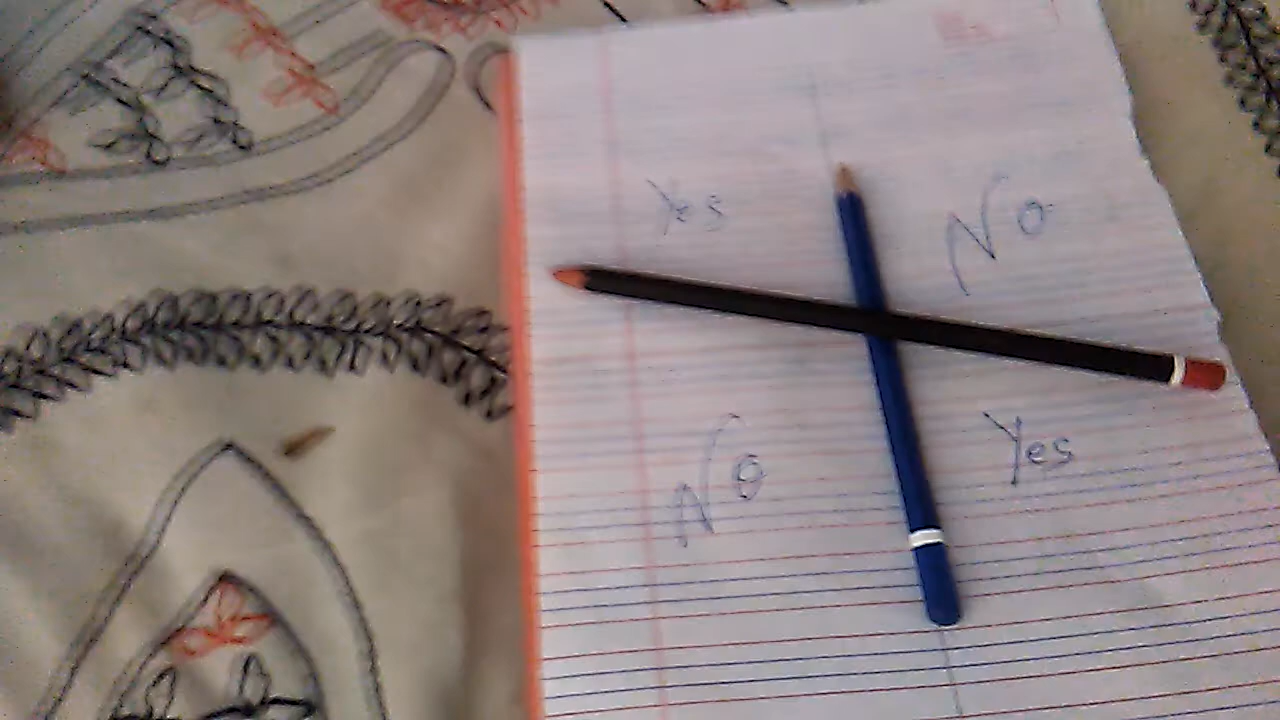 Yes No
No Yes